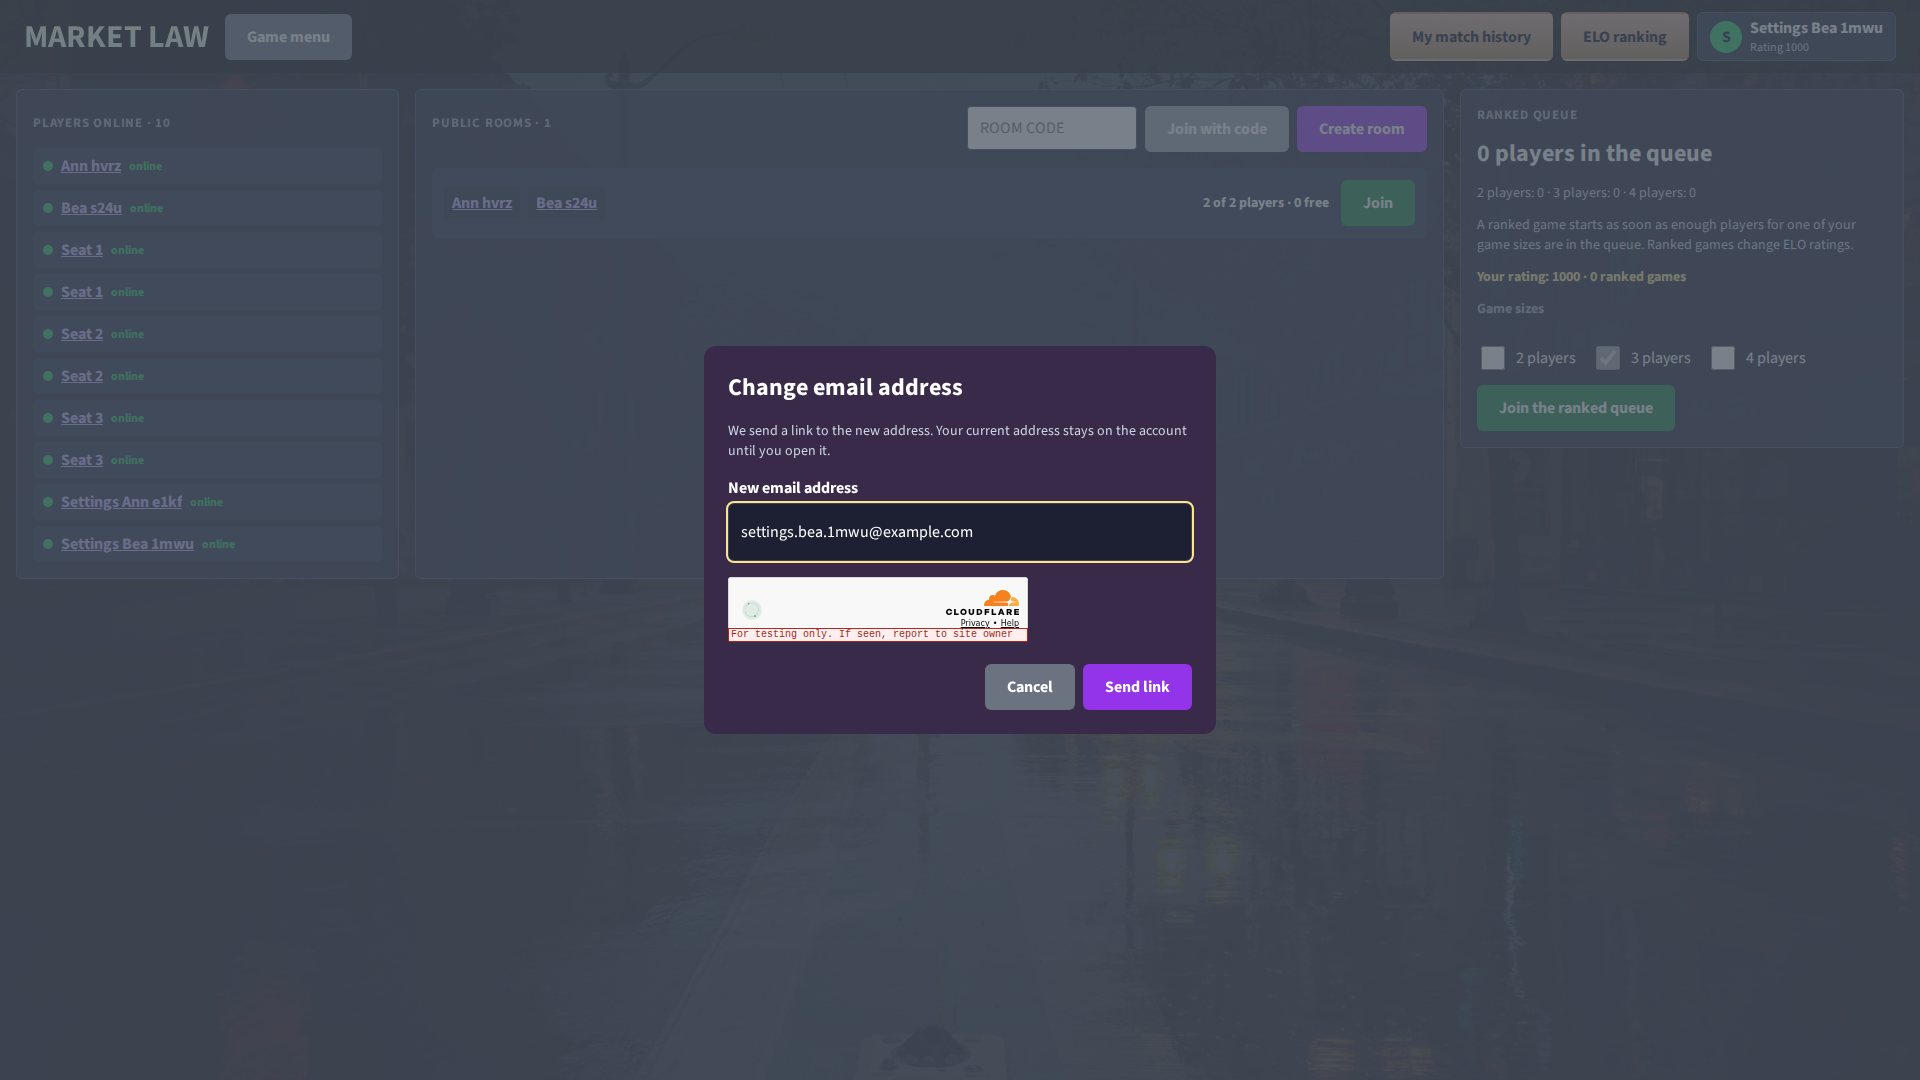 MARKET LAW
Game menu
My match history
ELO ranking
S
Settings Bea 1mwu
Rating 1000
PLAYERS ONLINE · 10
Ann hvrz online
Bea s24u online
Seat 1 online
Seat 1 online
Seat 2 online
Seat 2 online
Seat 3 online
Seat 3 online
Settings Ann e1kf online
Settings Bea 1mwu online
PUBLIC ROOMS · 1
ROOM CODE
Join with code
Create room
Ann hvrz Bea s24u
2 of 2 players · 0 free
Join
RANKED QUEUE
0 players in the queue
2 players: 0 · 3 players: 0 · 4 players: 0
A ranked game starts as soon as enough players for one of your
game sizes are in the queue. Ranked games change ELO ratings.
Your rating: 1000 · 0 ranked games
Game sizes
2 players
3 players
4 players
Join the ranked queue
Change email address
We send a link to the new address. Your current address stays on the account
until you open it.
New email address
settings.bea.1mwu@example.com
CLOUDFLARE
Privacy • Help
For testing only. If seen, report to site owner
Cancel
Send link